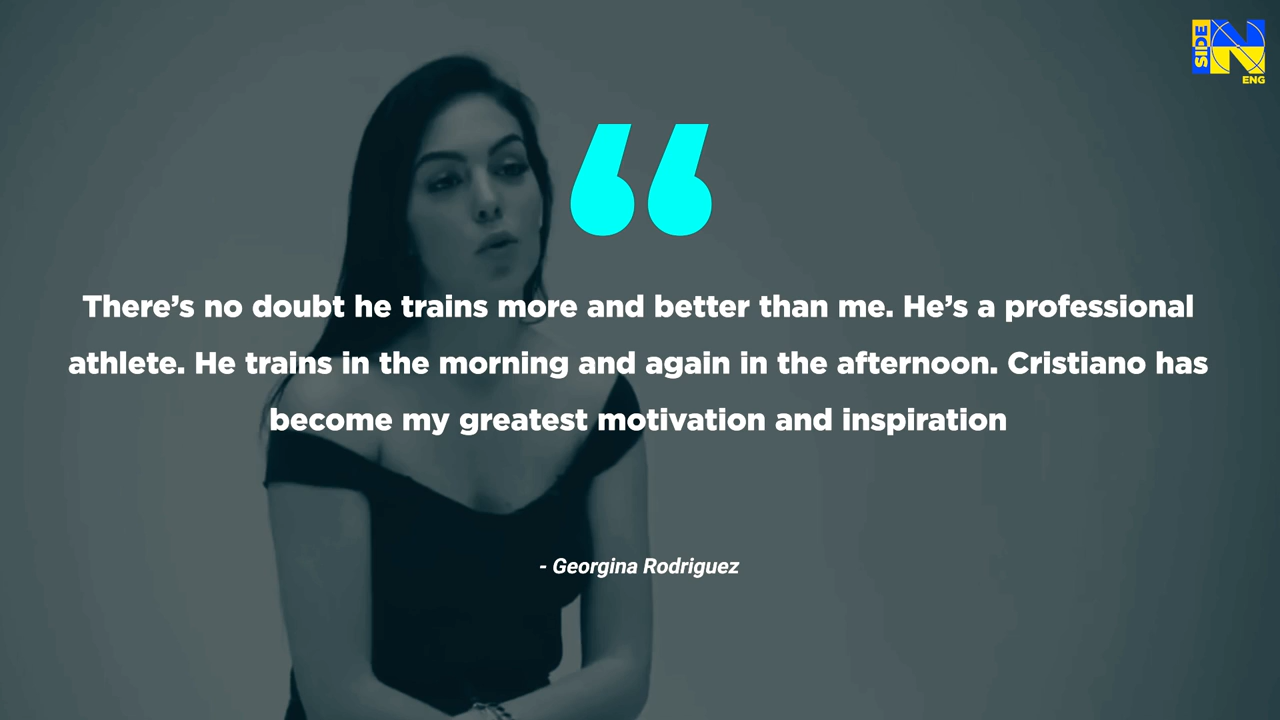 SIDE
N
ENG
There's no doubt he trains more and better than me. He's a professional
athlete. He trains in the morning and again in the afternoon. Cristiano has
become my greatest motivation and inspiration
- Georgina Rodriguez